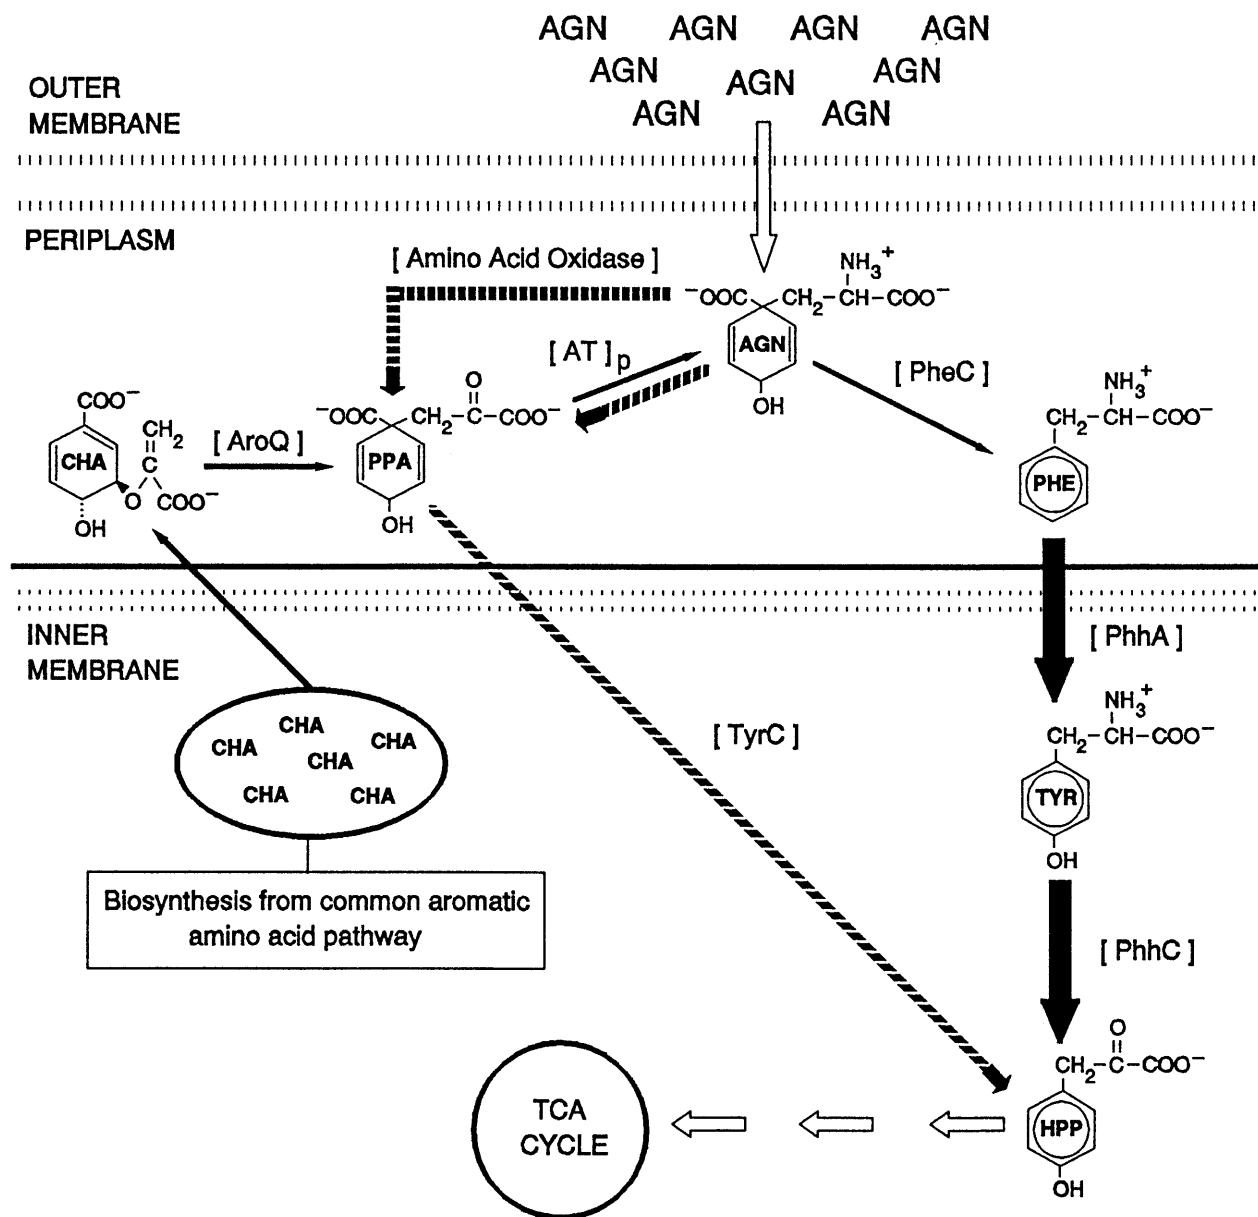 AGN AGN AGN AGN
AGN AGN AGN
AGN AGN
OUTER
MEMBRANE
PERIPLASM
[ Amino Acid Oxidase ]
NH3+
-OOC CH2-CH-COO-
AGN
OH
[ AT ]p
[ PheC ]
O
-OOC CH2-C-COO-
PPA
OH
COO-
CH2
C
CHA
O COO-
OH
[ AroQ ]
NH3+
CH2-CH-COO-
PHE
INNER
MEMBRANE
[ PhhA ]
NH3+
CH2-CH-COO-
TYR
OH
[ TyrC ]
CHA
CHA CHA
CHA
CHA CHA
Biosynthesis from common aromatic
amino acid pathway
[ PhhC ]
O
CH2-C-COO-
HPP
OH
TCA
CYCLE